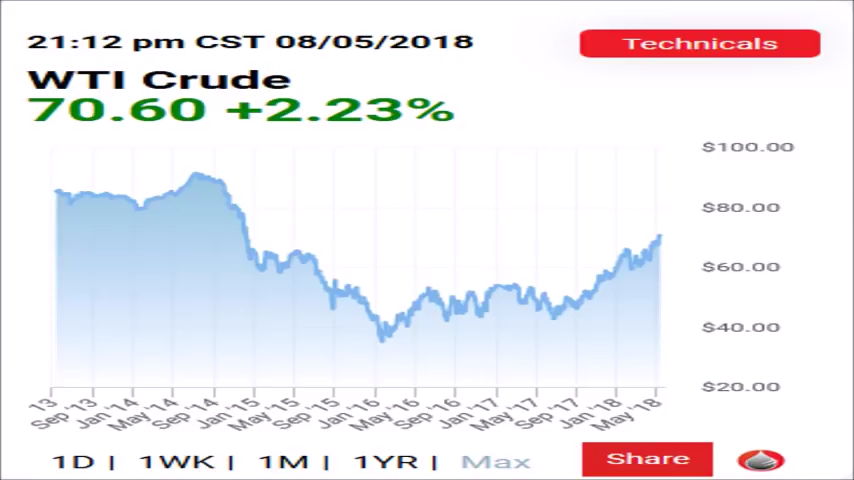 21:12 pm CST 08/05/2018
Technicals
WTI Crude
70.60 +2.23%
$100.00
$80.00
$60.00
$40.00
$20.00
13 Sep '13 Jan '14 May '14 Sep '14 Jan '15 May '15 Sep '15 Jan '16 May '16 Sep '16 Jan '17 May '17 Sep '17 Jan '18 May '18
1D | 1WK | 1M | 1YR | Max
Share